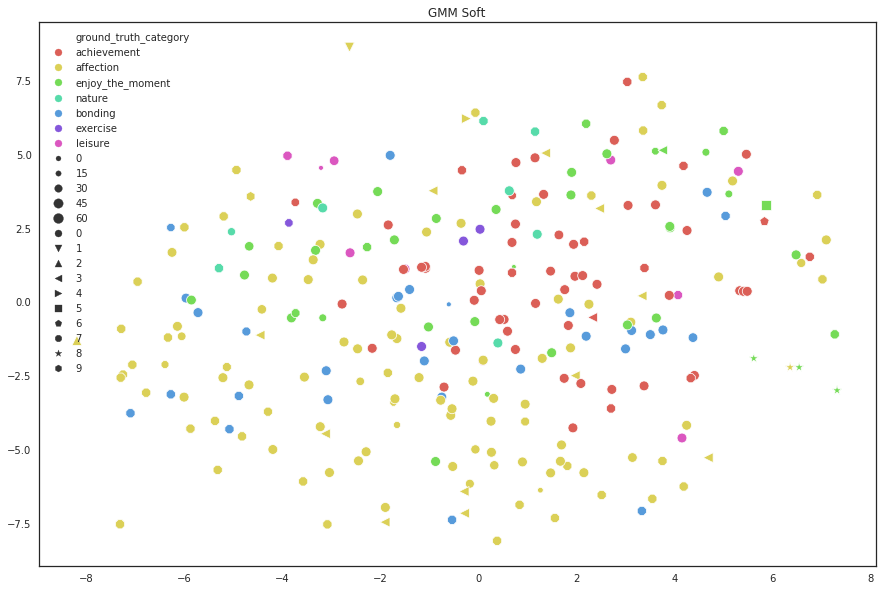 GMM Soft
ground_truth_category
achievement
affection
enjoy_the_moment
nature
bonding
exercise
leisure
0
15
30
45
60
0
1
2
3
4
5
6
7
8
9
7.5
5.0
2.5
0.0
−2.5
−5.0
−7.5
−8 −6 −4 −2 0 2 4 6 8